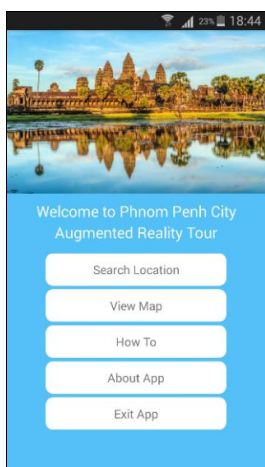 23% 18:44
Welcome to Phnom Penh City
Augmented Reality Tour
Search Location
View Map
How To
About App
Exit App